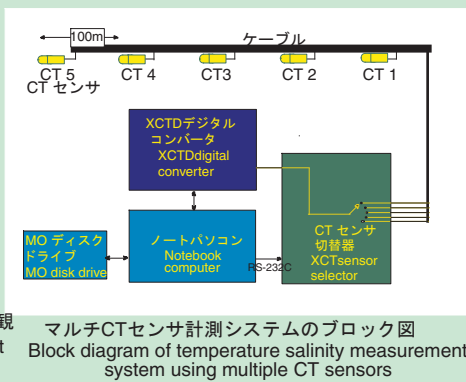 100m
ケーブル
CT 5
CT センサ
CT 4
CT3
CT 2
CT 1
XCTDデジタル
コンバータ
XCTDdigital
converter
MO ディスク
ドライブ
MO disk drive
ノートパソコン
Notebook
computer
RS-232C
CT センサ
切替器
XCTsensor
selector
観
t
マルチCTセンサ計測システムのブロック図
Block diagram of temperature salinity measurement
system using multiple CT sensors